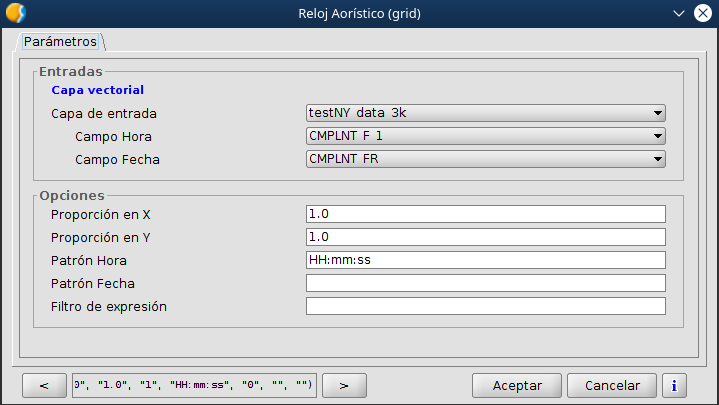 Reloj Aorístico (grid)
Parámetros
Entradas
Capa vectorial
Capa de entrada testNY data 3k
Campo Hora CMPLNT F 1
Campo Fecha CMPLNT FR
Opciones
Proporción en X 1.0
Proporción en Y 1.0
Patrón Hora HH:mm:ss
Patrón Fecha
Filtro de expresión
< 0", "1.0", "1", "HH:mm:ss", "0", "", "") > Aceptar Cancelar i